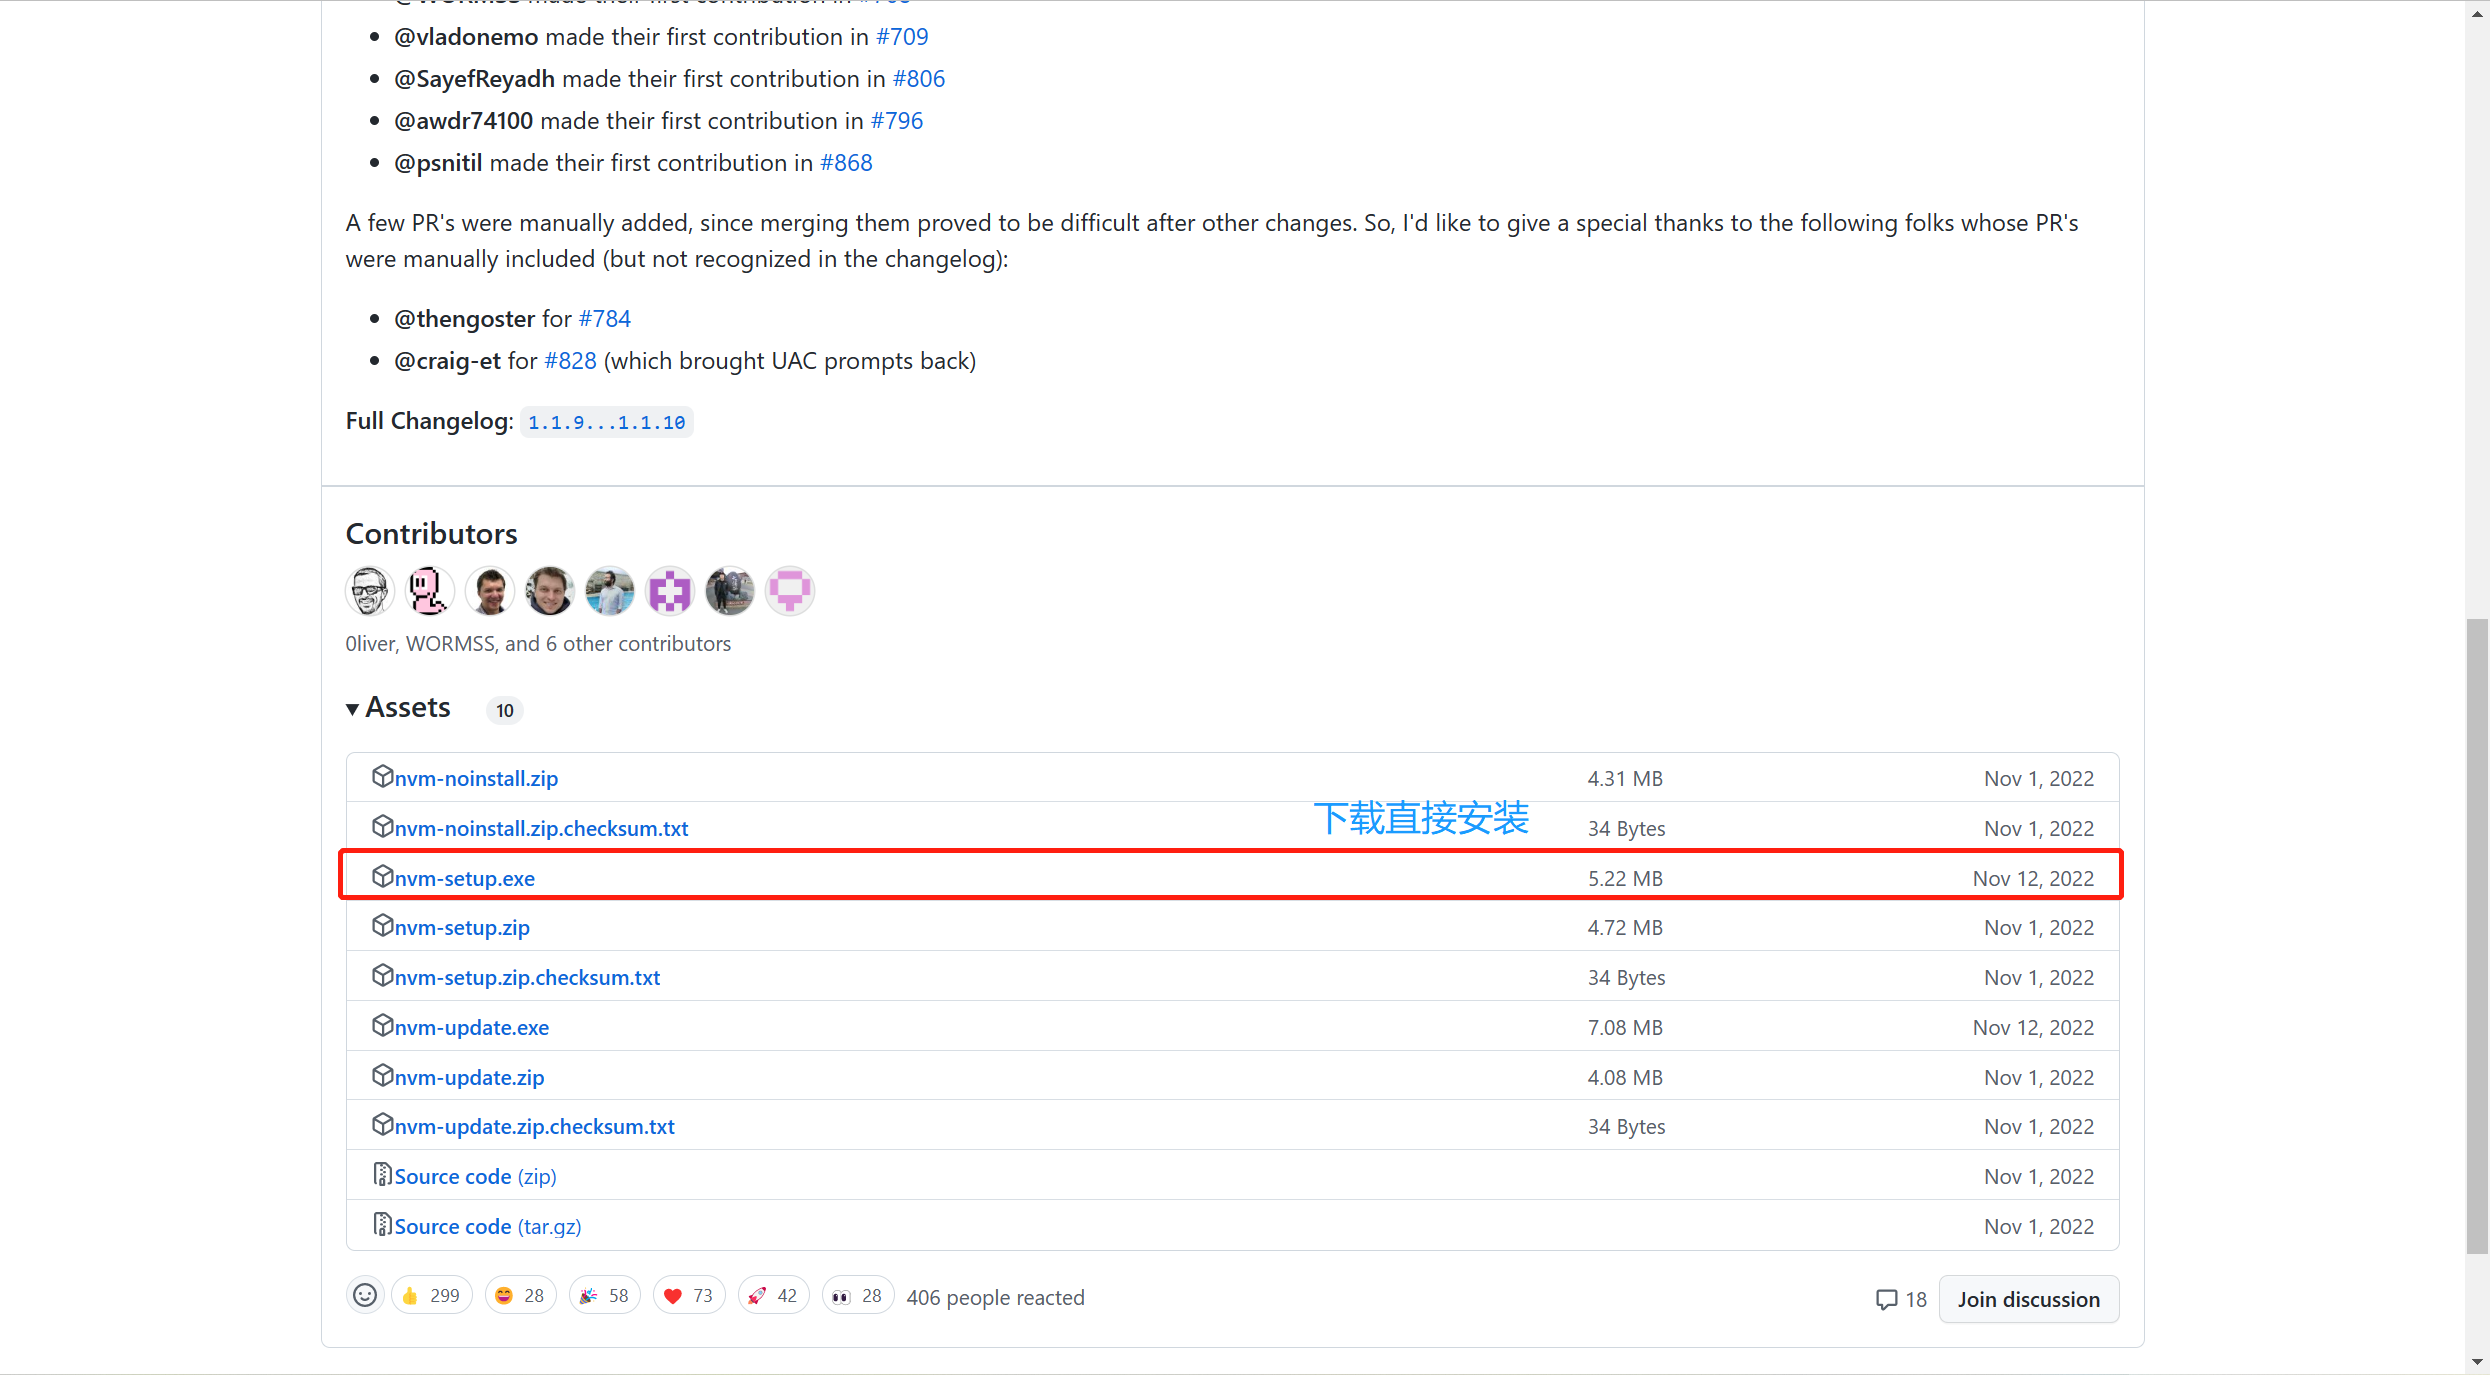 @vladonemo made their first contribution in #709
@SayefReyadh made their first contribution in #806
@awdr74100 made their first contribution in #796
@psnitil made their first contribution in #868
A few PR's were manually added, since merging them proved to be difficult after other changes. So, I'd like to give a special thanks to the following folks whose PR's
were manually included (but not recognized in the changelog):
@thengoster for #784
@craig-et for #828 (which brought UAC prompts back)
Full Changelog: 1.1.9...1.1.10
Contributors
0liver, WORMSS, and 6 other contributors
Assets 10
nvm-noinstall.zip 4.31 MB Nov 1, 2022
下载直接安装
nvm-noinstall.zip.checksum.txt 34 Bytes Nov 1, 2022
nvm-setup.exe 5.22 MB Nov 12, 2022
nvm-setup.zip 4.72 MB Nov 1, 2022
nvm-setup.zip.checksum.txt 34 Bytes Nov 1, 2022
nvm-update.exe 7.08 MB Nov 12, 2022
nvm-update.zip 4.08 MB Nov 1, 2022
nvm-update.zip.checksum.txt 34 Bytes Nov 1, 2022
Source code (zip) Nov 1, 2022
Source code (tar.gz) Nov 1, 2022
299 28 58 73 42 28 406 people reacted 18 Join discussion